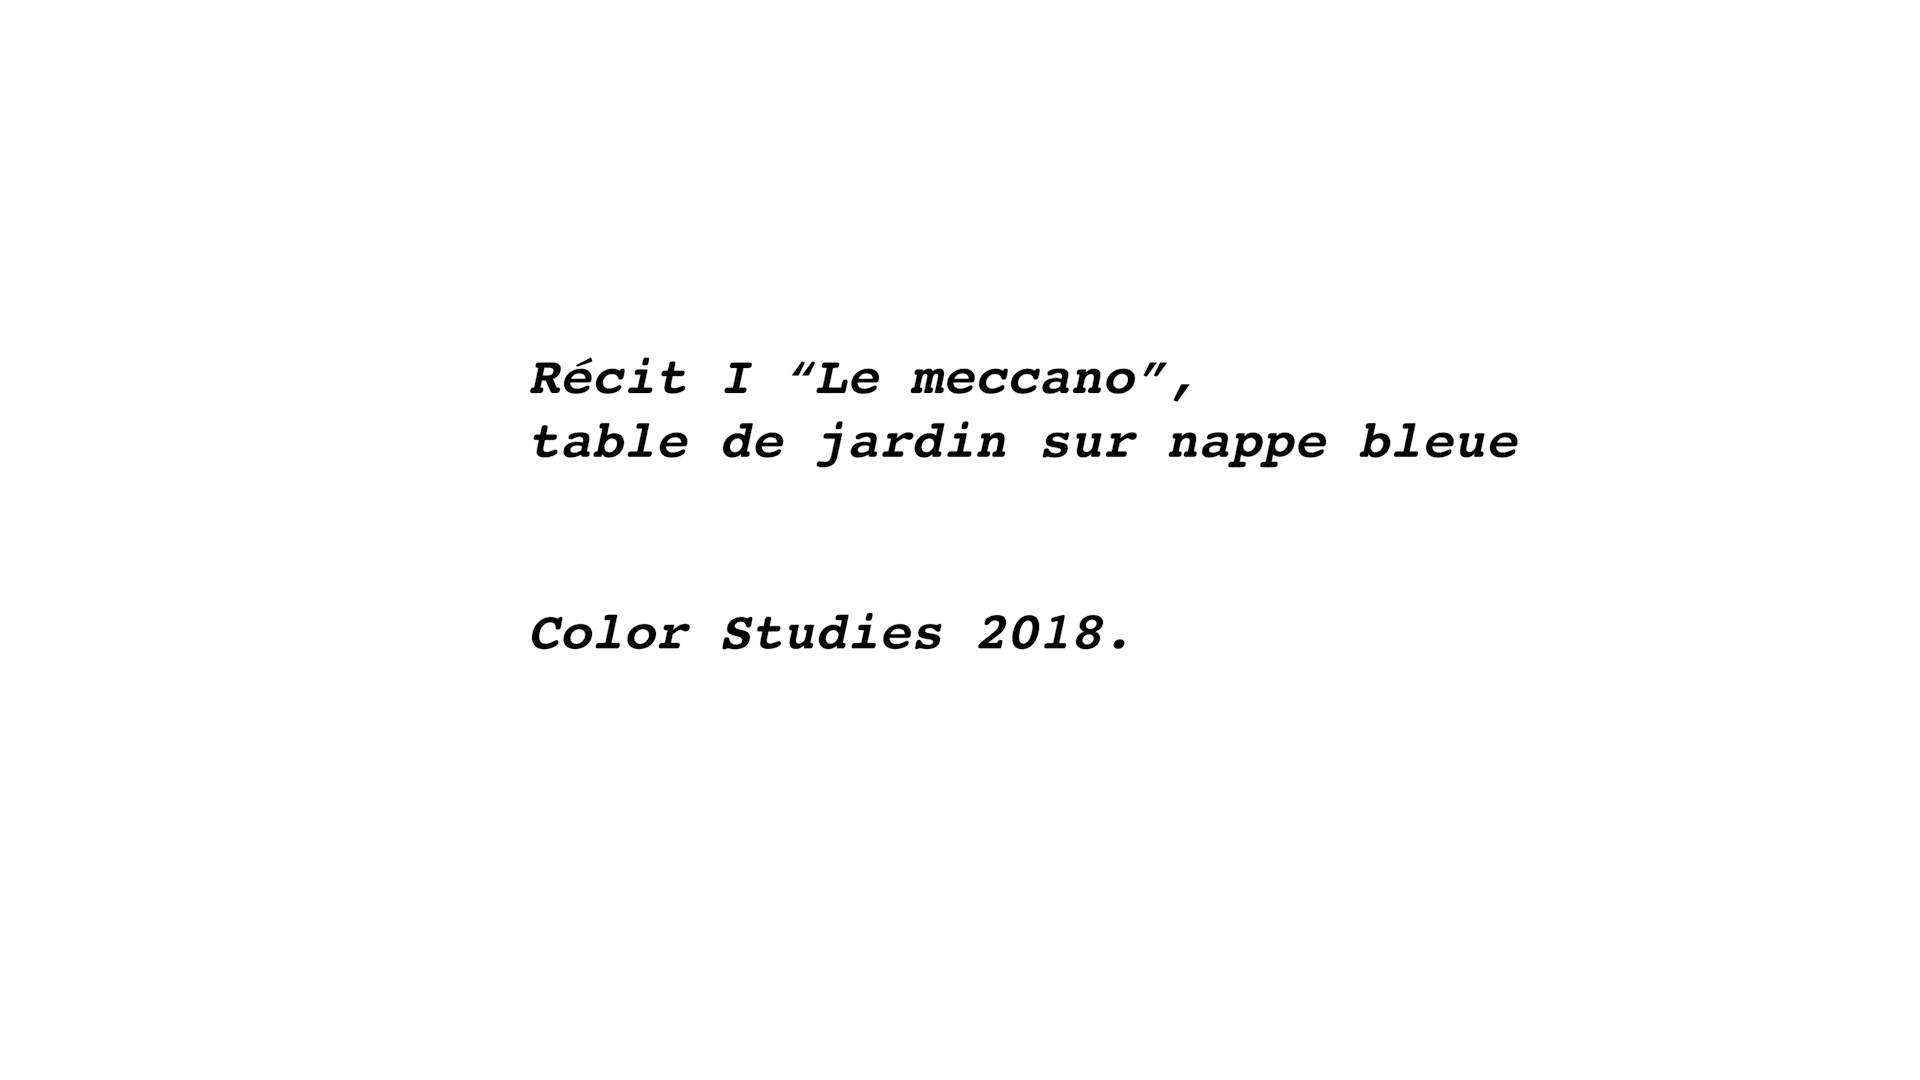 Récit I “Le meccano”,
table de jardin sur nappe bleue
Color Studies 2018.